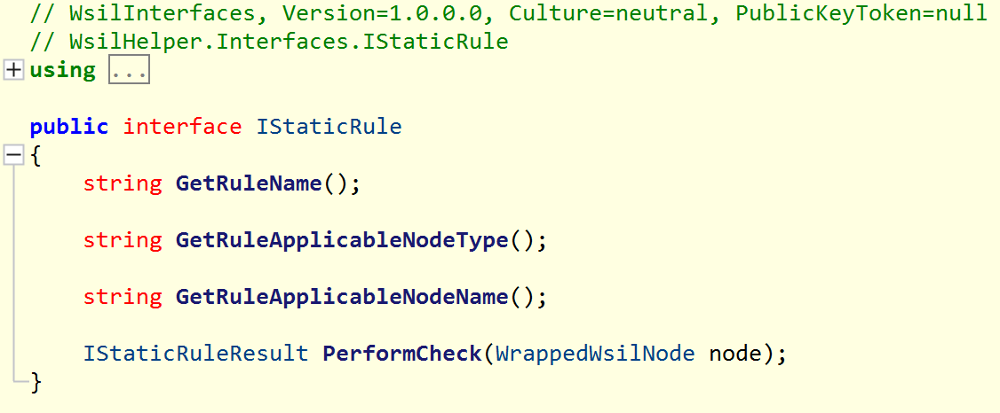 // WsilInterfaces, Version=1.0.0.0, Culture=neutral, PublicKeyToken=null
// WsilHelper.Interfaces.IStaticRule
using ...
public interface IStaticRule
{
string GetRuleName();
string GetRuleApplicableNodeType();
string GetRuleApplicableNodeName();
IStaticRuleResult PerformCheck(WrappedWsilNode node);
}